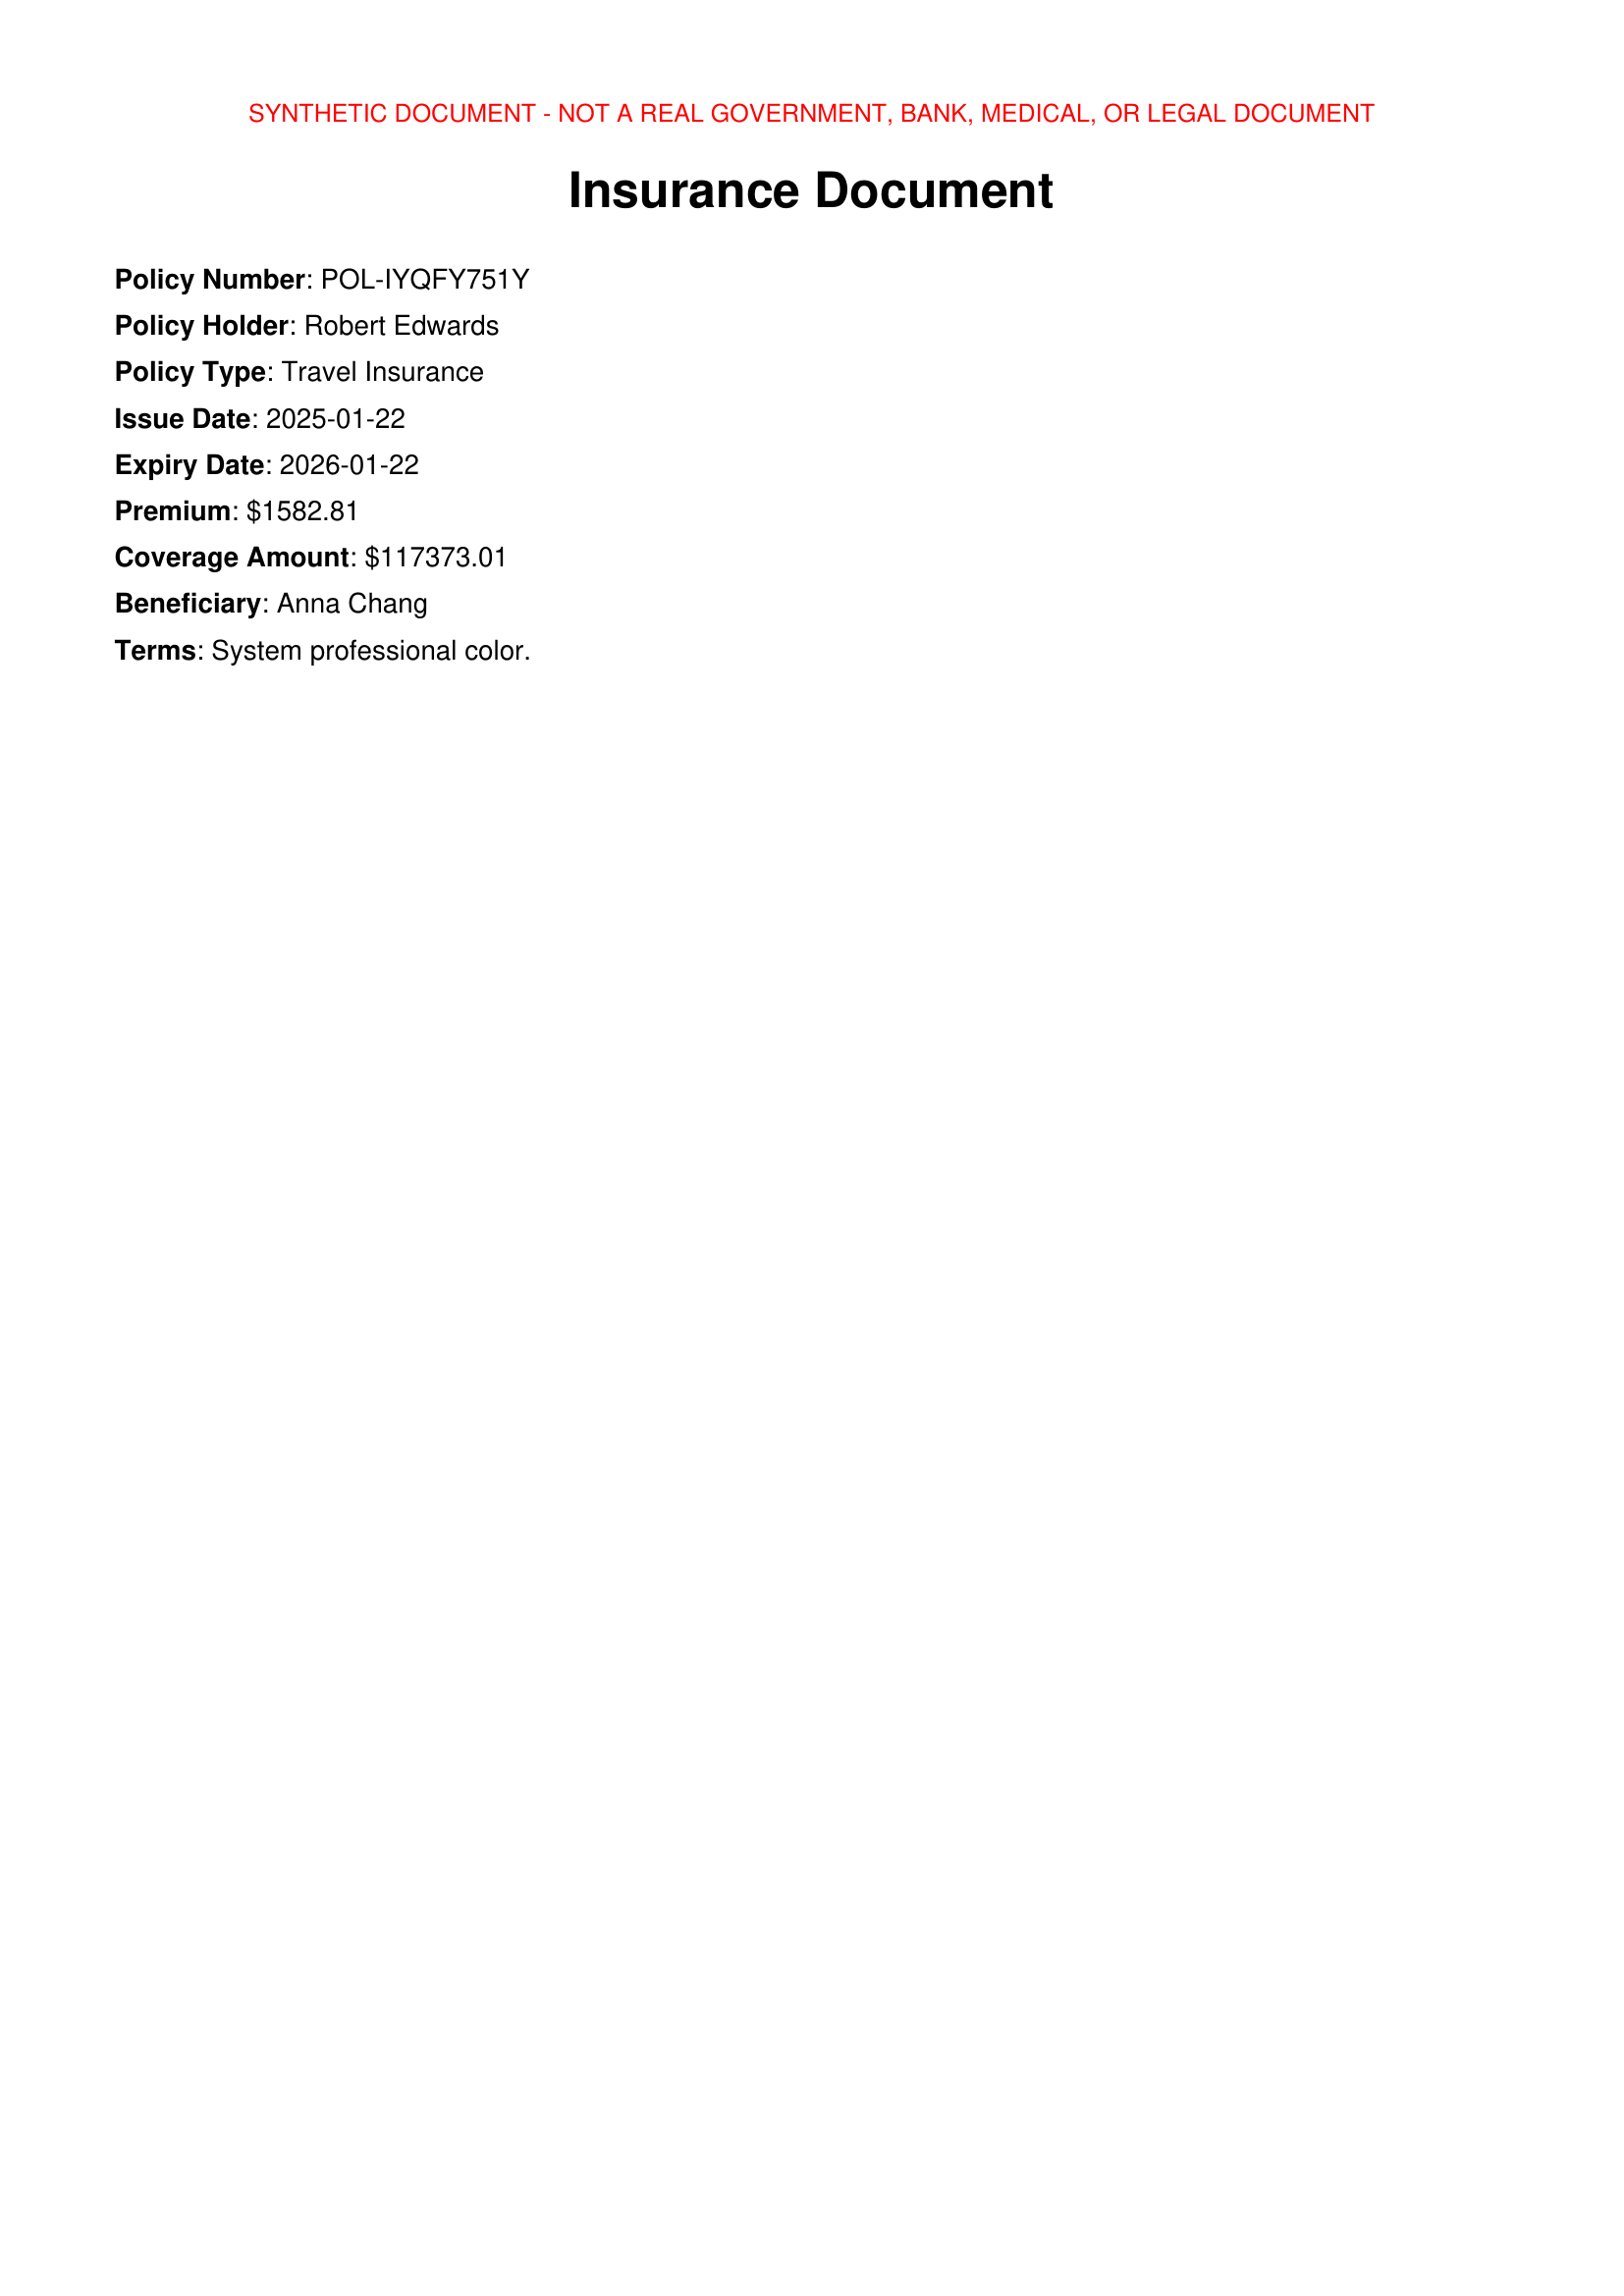 SYNTHETIC DOCUMENT - NOT A REAL GOVERNMENT, BANK, MEDICAL, OR LEGAL DOCUMENT
Insurance Document
Policy Number: POL-IYQFY751Y
Policy Holder: Robert Edwards
Policy Type: Travel Insurance
Issue Date: 2025-01-22
Expiry Date: 2026-01-22
Premium: $1582.81
Coverage Amount: $117373.01
Beneficiary: Anna Chang
Terms: System professional color.